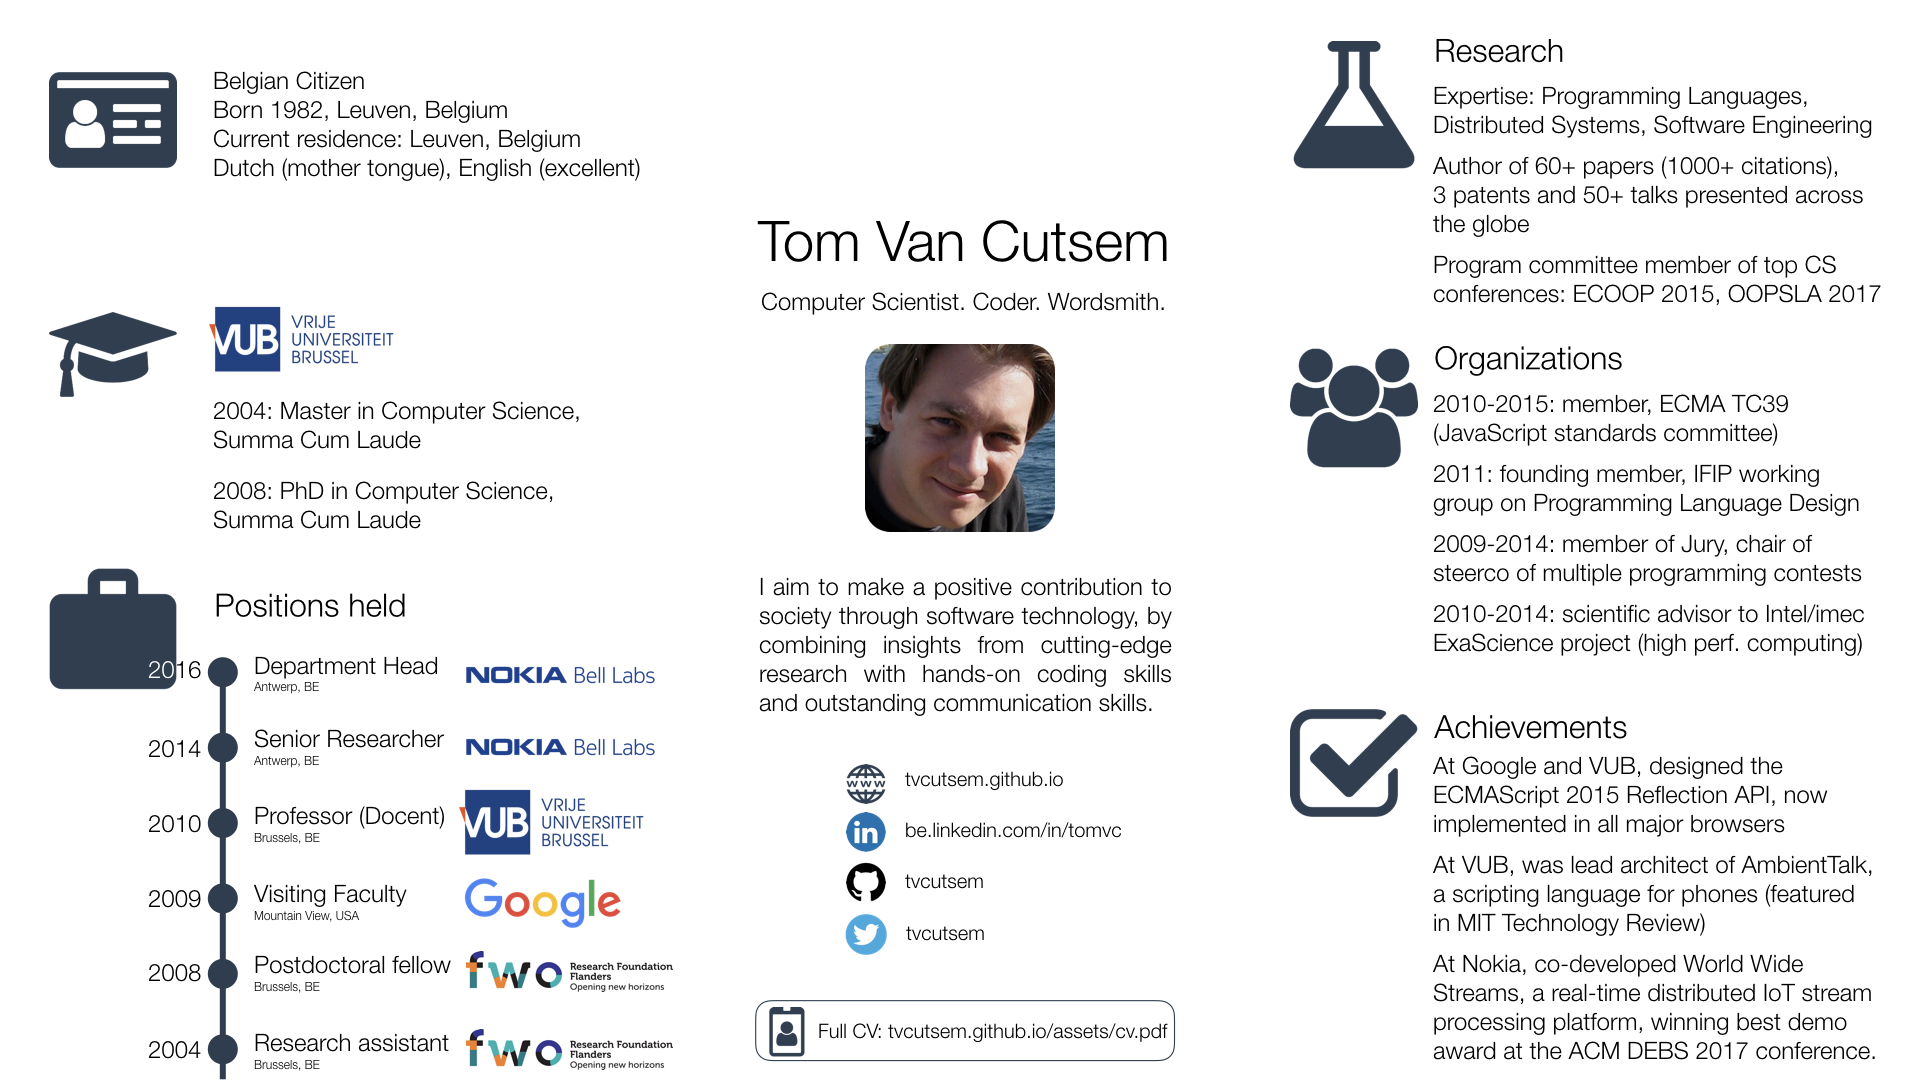 Belgian Citizen
Born 1982, Leuven, Belgium
Current residence: Leuven, Belgium
Dutch (mother tongue), English (excellent)
VUB
VRIJE
UNIVERSITEIT
BRUSSEL
2004: Master in Computer Science,
Summa Cum Laude
2008: PhD in Computer Science,
Summa Cum Laude
Positions held
2016 Department Head NOKIA Bell Labs
Antwerp, BE
2014 Senior Researcher NOKIA Bell Labs
Antwerp, BE
2010 Professor (Docent) VUB VRIJE UNIVERSITEIT BRUSSEL
Brussels, BE
2009 Visiting Faculty Google
Mountain View, USA
2008 Postdoctoral fellow fwo
Brussels, BE
Research Foundation
Flanders
Opening new horizons
2004 Research assistant fwo
Brussels, BE
Research Foundation
Flanders
Opening new horizons
Tom Van Cutsem
Computer Scientist. Coder. Wordsmith.
I aim to make a positive contribution to
society through software technology, by
combining insights from cutting-edge
research with hands-on coding skills
and outstanding communication skills.
www tvcutsem.github.io
in be.linkedin.com/in/tomvc
tvcutsem
tvcutsem
Full CV: tvcutsem.github.io/assets/cv.pdf
Research
Expertise: Programming Languages,
Distributed Systems, Software Engineering
Author of 60+ papers (1000+ citations),
3 patents and 50+ talks presented across
the globe
Program committee member of top CS
conferences: ECOOP 2015, OOPSLA 2017
Organizations
2010-2015: member, ECMA TC39
(JavaScript standards committee)
2011: founding member, IFIP working
group on Programming Language Design
2009-2014: member of Jury, chair of
steerco of multiple programming contests
2010-2014: scientific advisor to Intel/imec
ExaScience project (high perf. computing)
Achievements
At Google and VUB, designed the
ECMAScript 2015 Reflection API, now
implemented in all major browsers
At VUB, was lead architect of AmbientTalk,
a scripting language for phones (featured
in MIT Technology Review)
At Nokia, co-developed World Wide
Streams, a real-time distributed IoT stream
processing platform, winning best demo
award at the ACM DEBS 2017 conference.